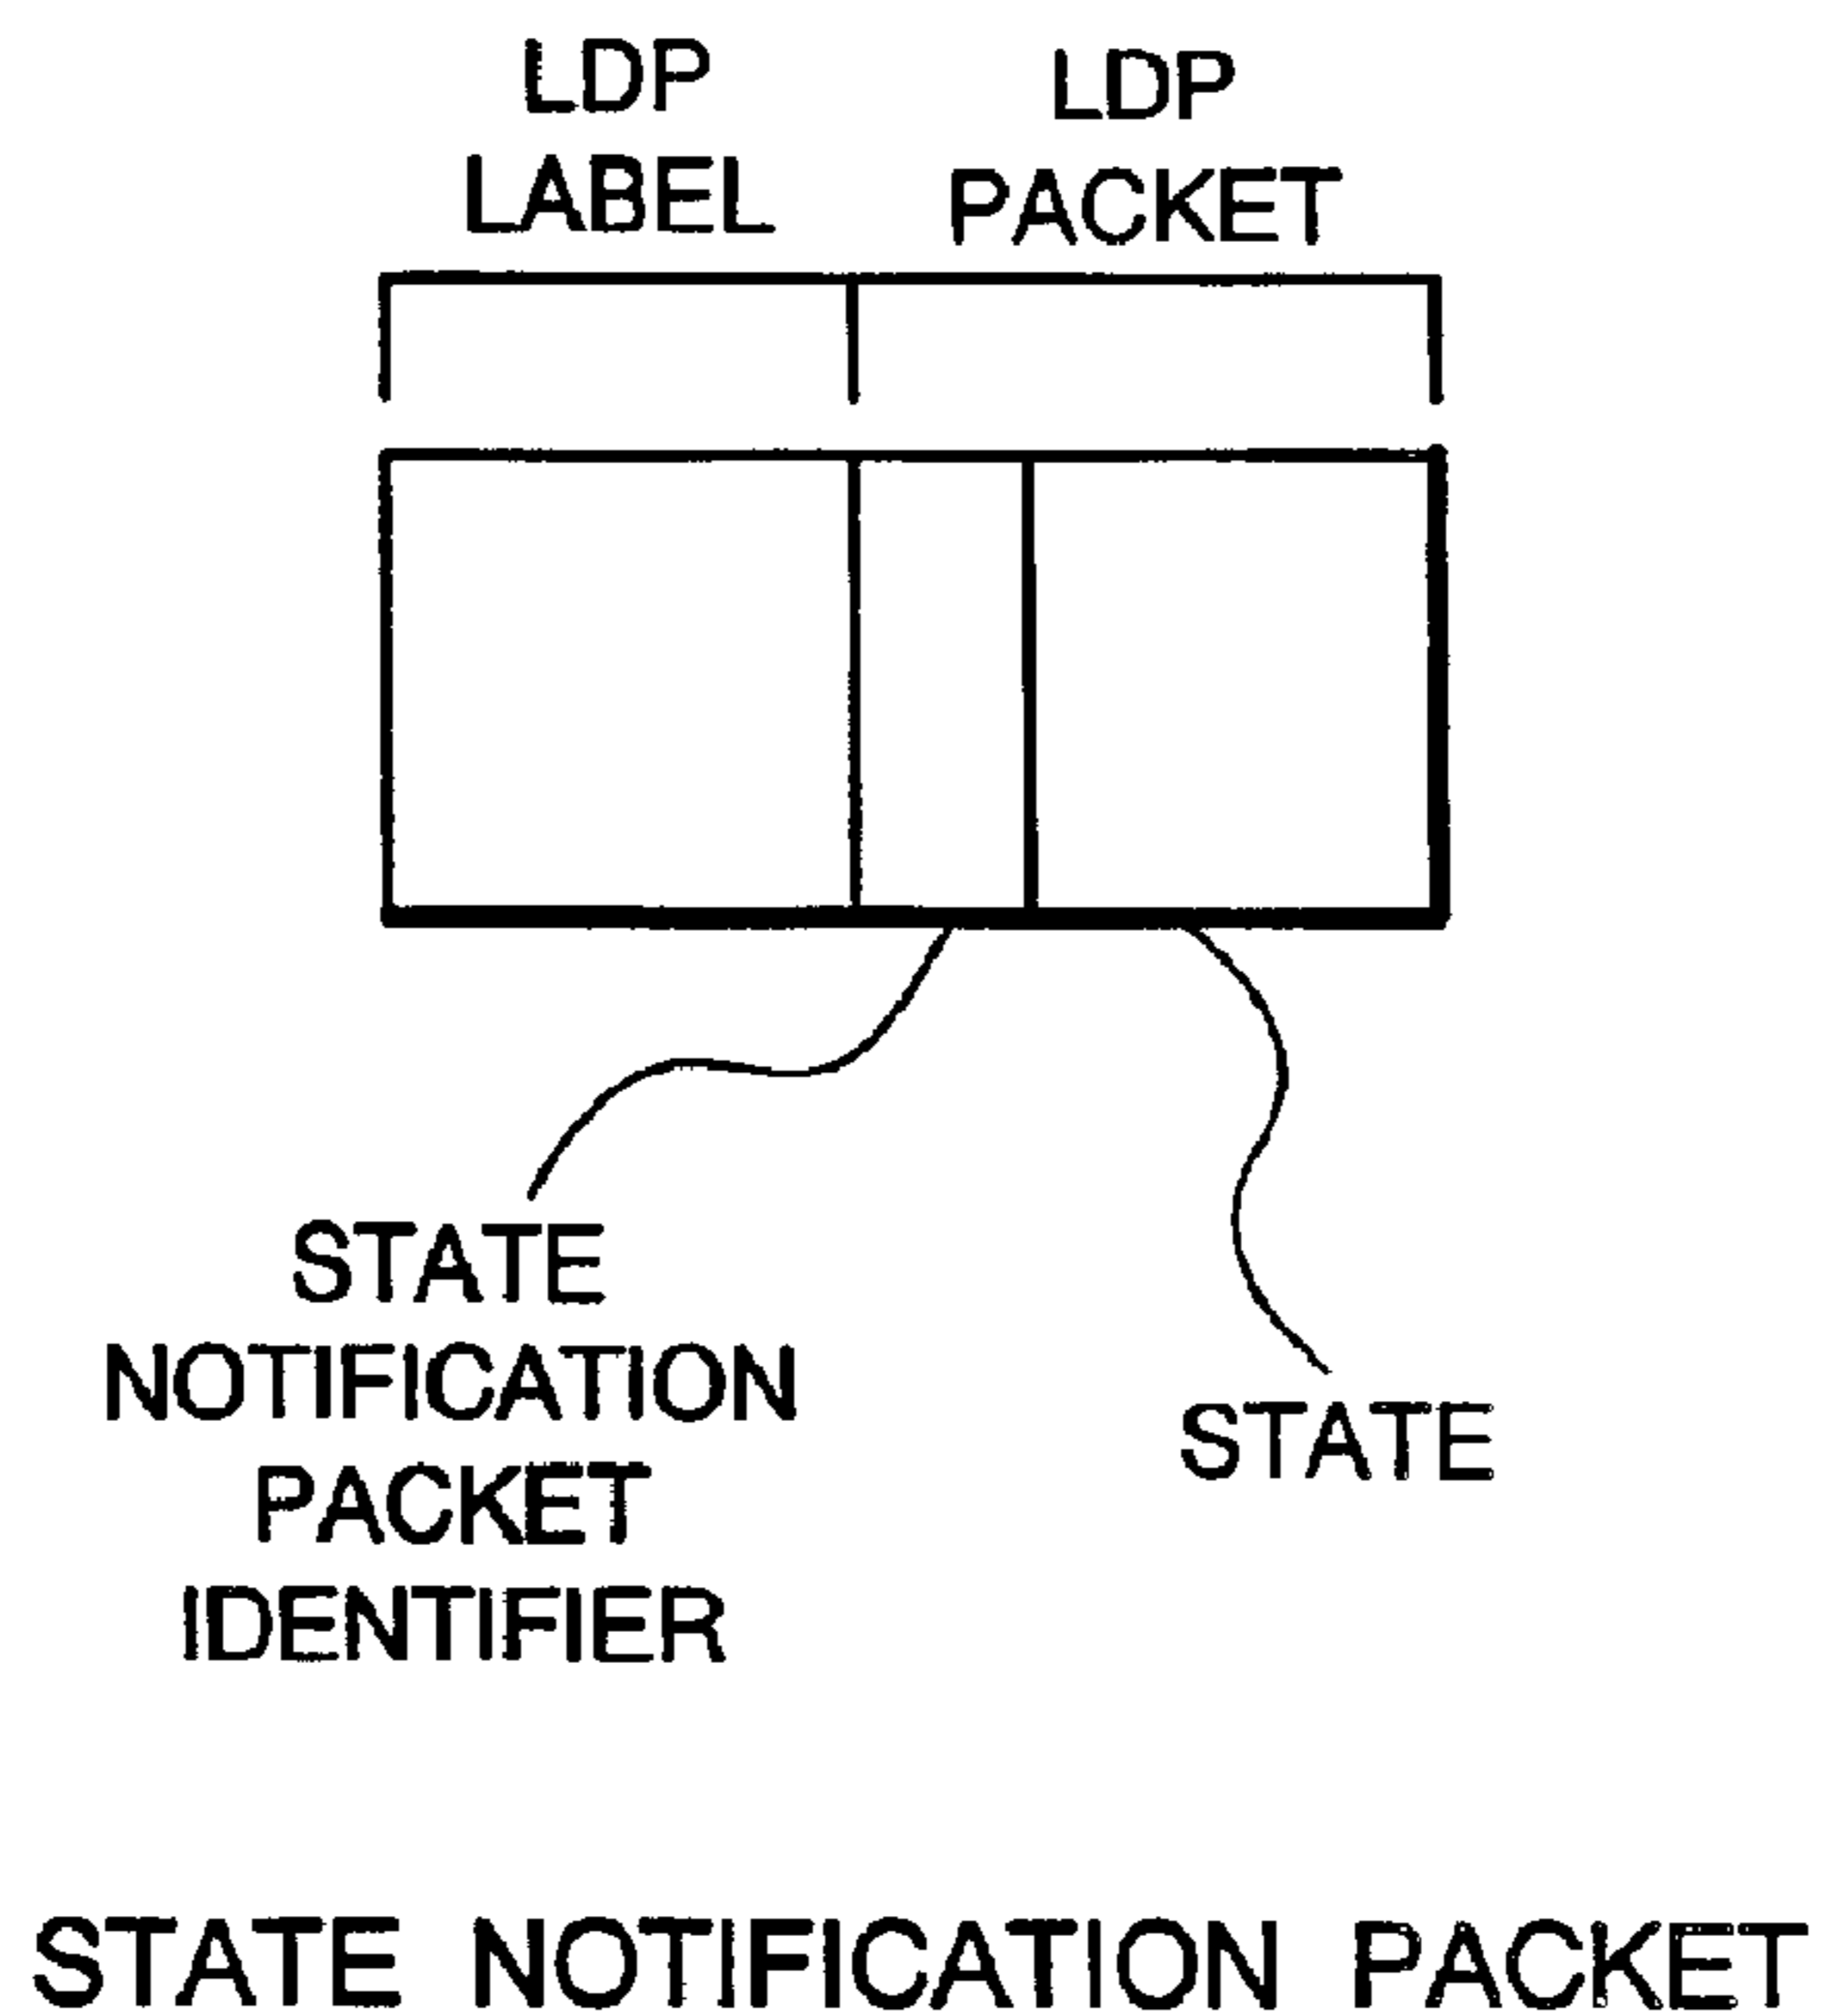 LDP
LABEL
LDP
PACKET
STATE
NOTIFICATION
PACKET
IDENTIFIER
STATE
STATE NOTIFICATION PACKET